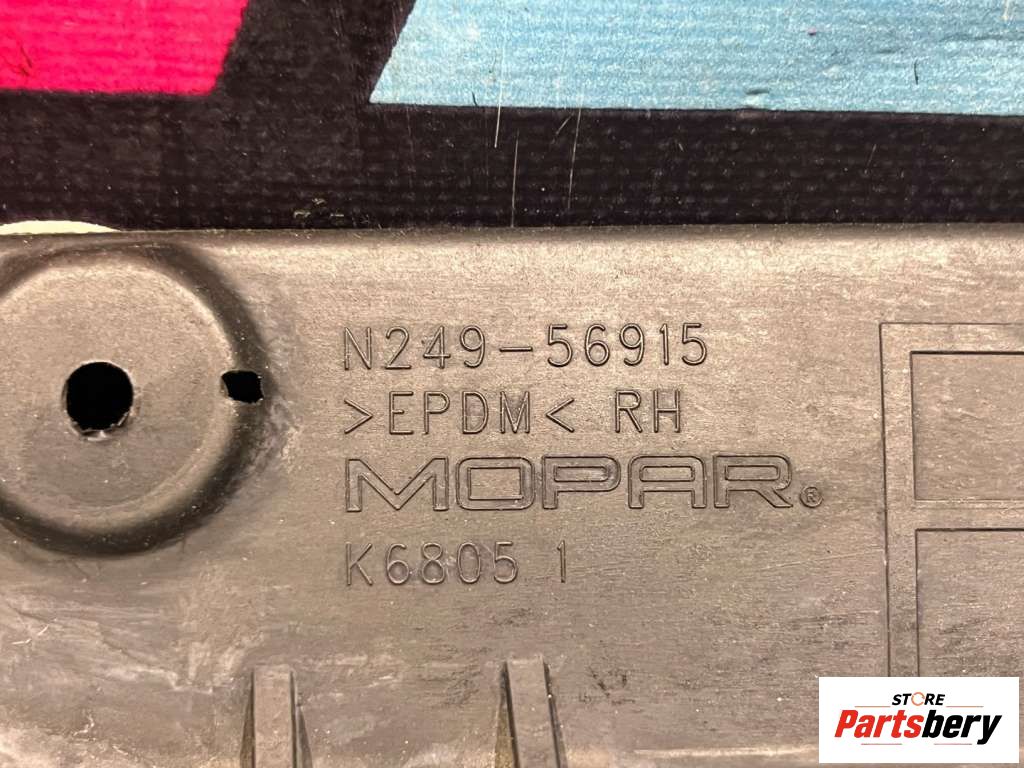 N249-56915
>EPDM< RH
MOPAR®
K6805 1
STORE
Partsbery